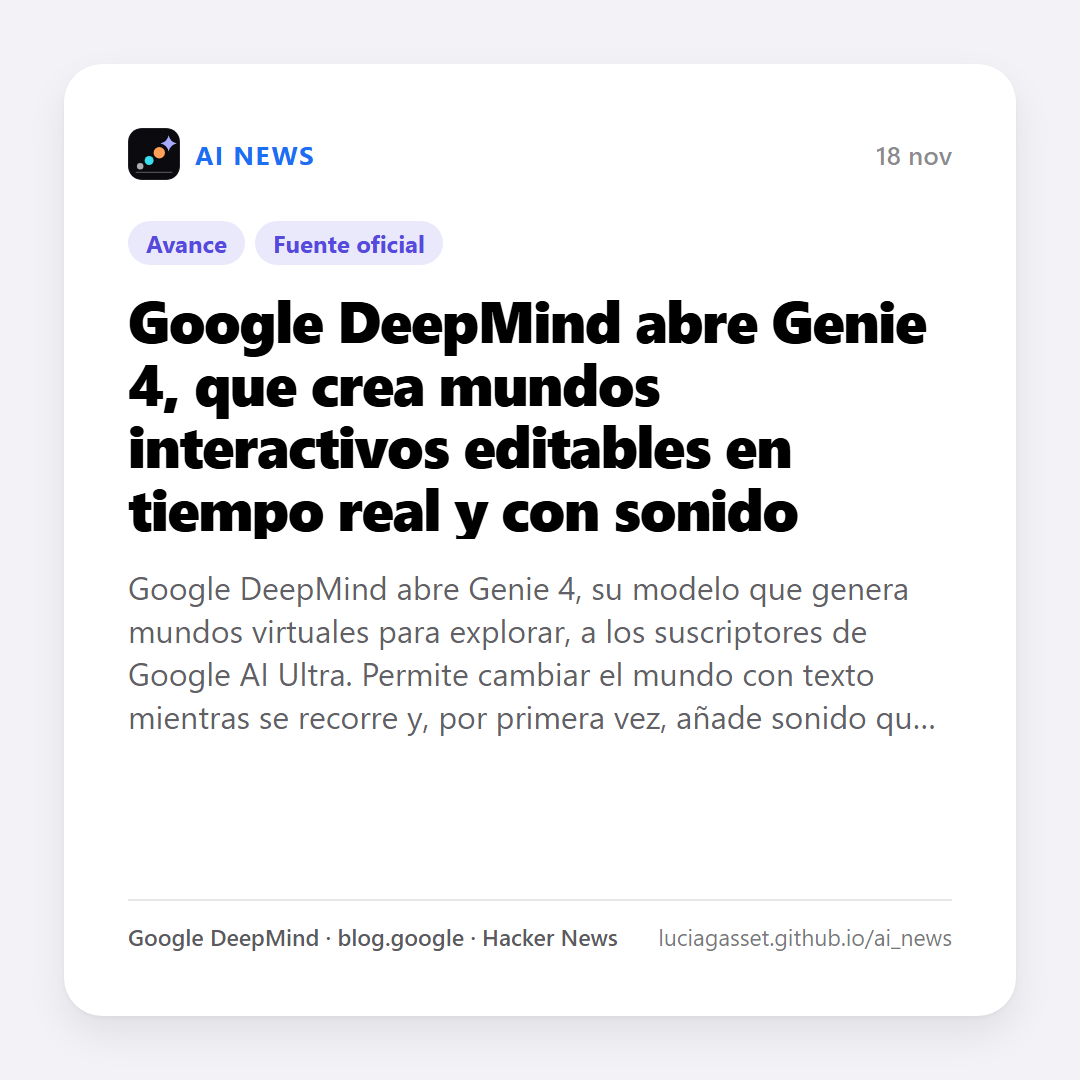 AI NEWS
18 nov
Avance
Fuente oficial
Google DeepMind abre Genie
4, que crea mundos
interactivos editables en
tiempo real y con sonido
Google DeepMind abre Genie 4, su modelo que genera
mundos virtuales para explorar, a los suscriptores de
Google AI Ultra. Permite cambiar el mundo con texto
mientras se recorre y, por primera vez, añade sonido qu…
Google DeepMind · blog.google · Hacker News
luciagasset.github.io/ai_news